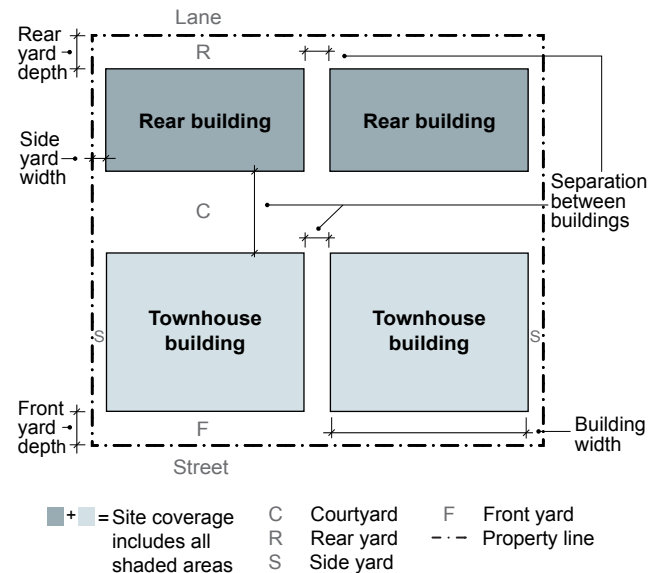 Lane
Rear
yard
depth
R
Rear building
Rear building
Side
yard
width
C
Separation
between
buildings
Townhouse
building
Townhouse
building
S
S
Front
yard
depth
F
Building
width
Street
+ = Site coverage
includes all
shaded areas
C Courtyard
R Rear yard
S Side yard
F Front yard
Property line